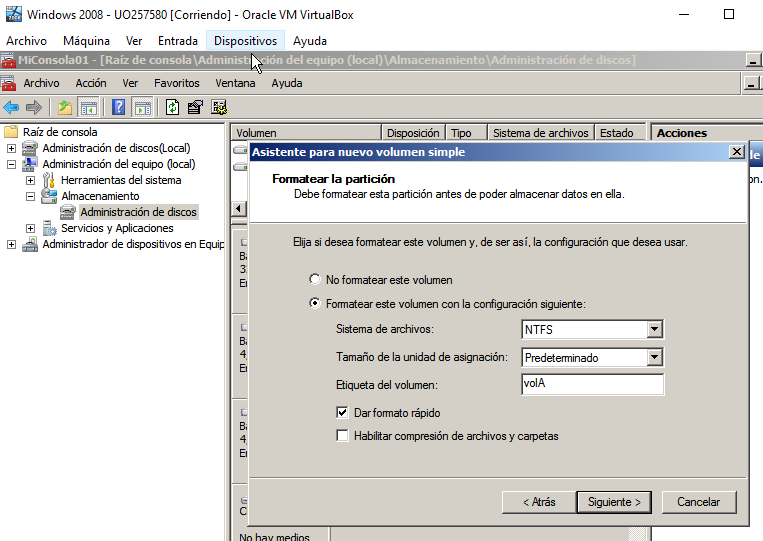 Windows 2008 - UO257580 [Corriendo] - Oracle VM VirtualBox
Archivo Máquina Ver Entrada Dispositivos Ayuda
MiConsola01 - [Raíz de consola\Administración del equipo (local)\Almacenamiento\Administración de discos]
Archivo Acción Ver Favoritos Ventana Ayuda
Raíz de consola
Administración de discos(Local)
Administración del equipo (local)
Herramientas del sistema
Almacenamiento
Administración de discos
Servicios y Aplicaciones
Administrador de dispositivos en Equip
Volumen Disposición Tipo Sistema de archivos Estado
Acciones
Asistente para nuevo volumen simple
Formatear la partición
Debe formatear esta partición antes de poder almacenar datos en ella.
Elija si desea formatear este volumen y, de ser así, la configuración que desea usar.
No formatear este volumen
Formatear este volumen con la configuración siguiente:
Sistema de archivos: NTFS
Tamaño de la unidad de asignación: Predeterminado
Etiqueta del volumen: volA
Dar formato rápido
Habilitar compresión de archivos y carpetas
< Atrás Siguiente > Cancelar
No hay medios